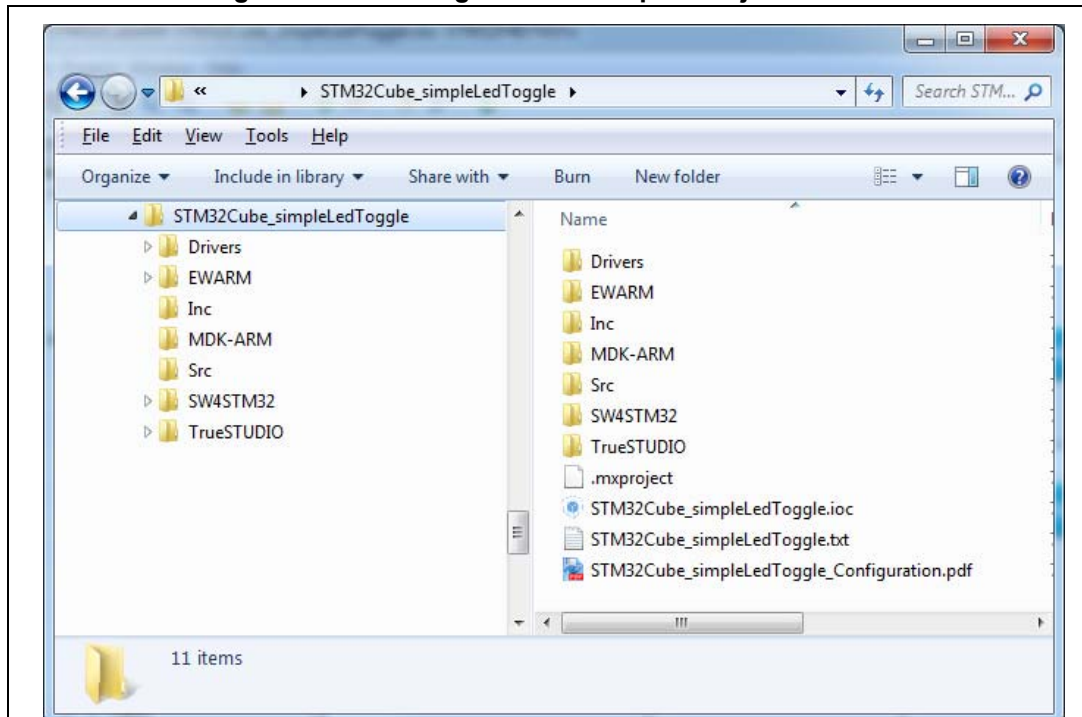 STM32Cube_simpleLedToggle
Search STM...
File Edit View Tools Help
Organize Include in library Share with Burn New folder
STM32Cube_simpleLedToggle
Drivers
EWARM
Inc
MDK-ARM
Src
SW4STM32
TrueSTUDIO
Name
Drivers
EWARM
Inc
MDK-ARM
Src
SW4STM32
TrueSTUDIO
.mxproject
STM32Cube_simpleLedToggle.ioc
STM32Cube_simpleLedToggle.txt
STM32Cube_simpleLedToggle_Configuration.pdf
11 items